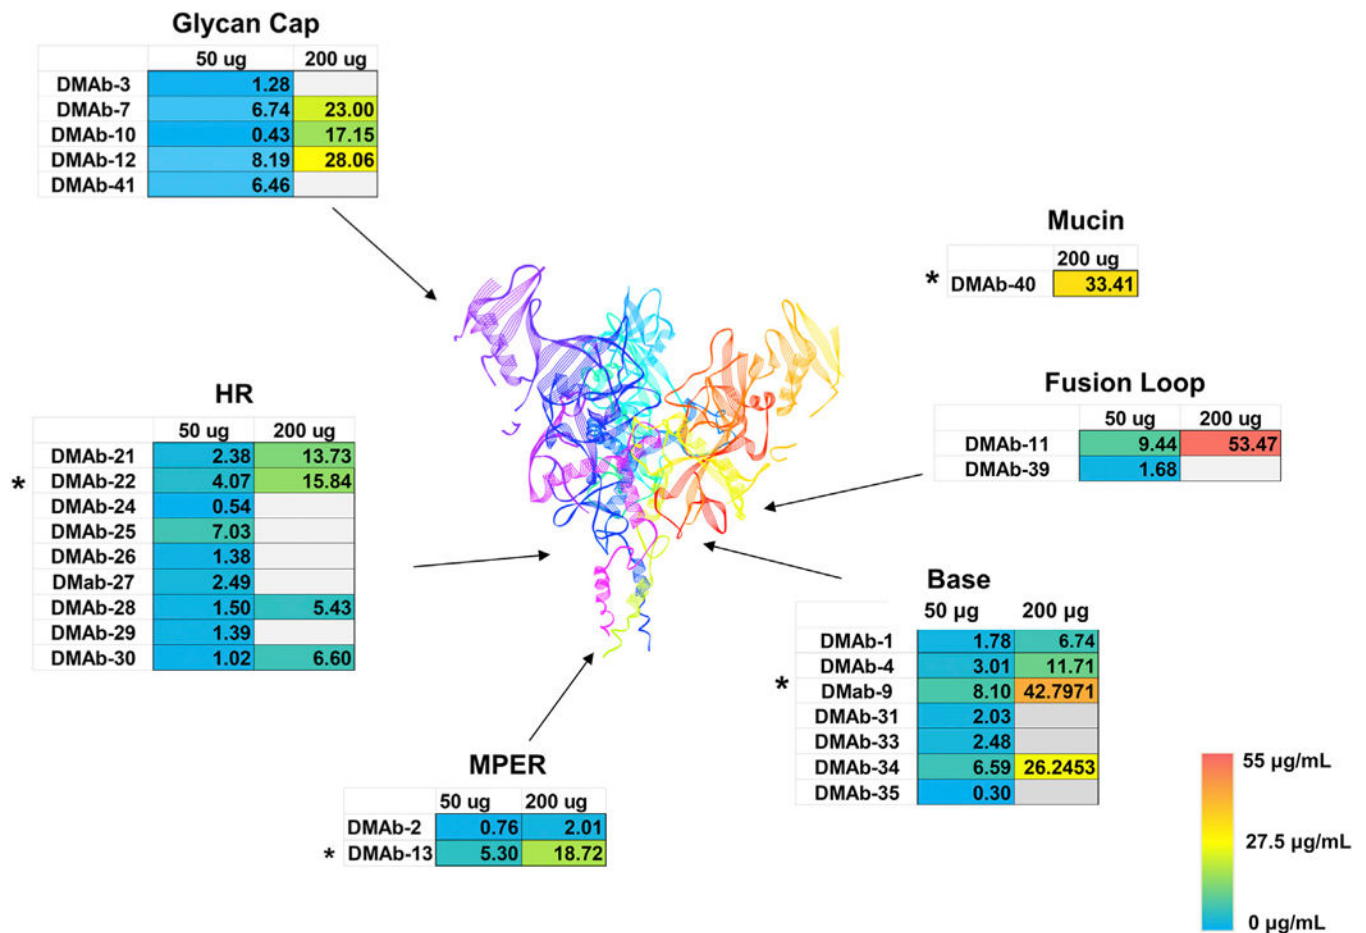 Glycan Cap
50 ug 200 ug
DMAb-3 1.28
DMAb-7 6.74 23.00
DMAb-10 0.43 17.15
DMAb-12 8.19 28.06
DMAb-41 6.46
Mucin
200 ug
* DMAb-40 33.41
HR
50 ug 200 ug
DMAb-21 2.38 13.73
* DMAb-22 4.07 15.84
DMAb-24 0.54
DMAb-25 7.03
DMAb-26 1.38
DMab-27 2.49
DMAb-28 1.50 5.43
DMAb-29 1.39
DMAb-30 1.02 6.60
Fusion Loop
50 ug 200 ug
DMAb-11 9.44 53.47
DMAb-39 1.68
Base
50 µg 200 µg
DMAb-1 1.78 6.74
DMAb-4 3.01 11.71
* DMab-9 8.10 42.7971
DMAb-31 2.03
DMAb-33 2.48
DMAb-34 6.59 26.2453
DMAb-35 0.30
MPER
50 ug 200 ug
DMAb-2 0.76 2.01
* DMAb-13 5.30 18.72
55 µg/mL
27.5 µg/mL
0 µg/mL